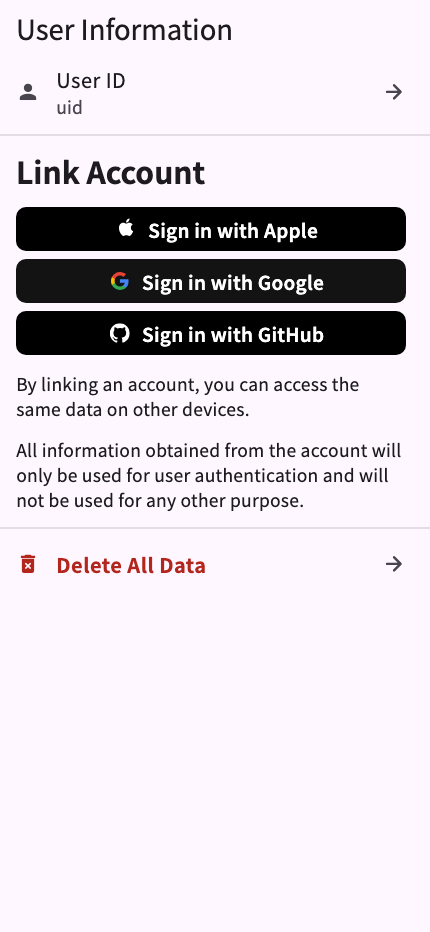 User Information
User ID
uid
Link Account
Sign in with Apple
Sign in with Google
Sign in with GitHub
By linking an account, you can access the
same data on other devices.
All information obtained from the account will
only be used for user authentication and will
not be used for any other purpose.
Delete All Data